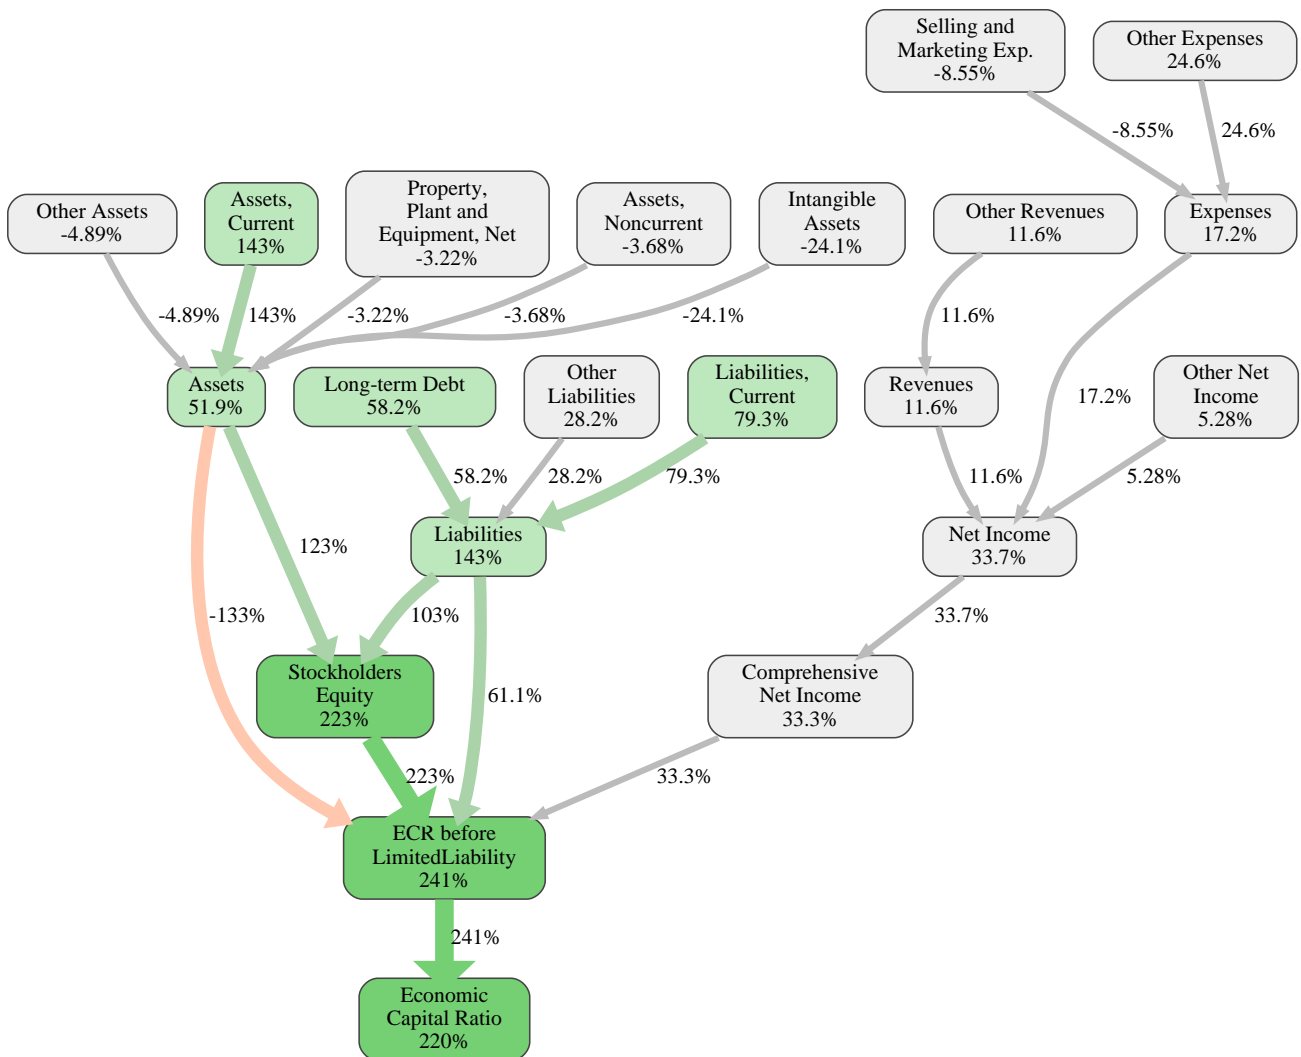 Selling and
Marketing Exp.
-8.55%
Other Expenses
24.6%
-8.55%
24.6%
Other Assets
-4.89%
Assets,
Current
143%
Property,
Plant and
Equipment, Net
-3.22%
Assets,
Noncurrent
-3.68%
Intangible
Assets
-24.1%
Other Revenues
11.6%
Expenses
17.2%
-4.89%
143%
-3.22%
-3.68%
-24.1%
11.6%
Assets
51.9%
Long-term Debt
58.2%
Other
Liabilities
28.2%
Liabilities,
Current
79.3%
Revenues
11.6%
17.2%
Other Net
Income
5.28%
58.2%
28.2%
79.3%
11.6%
5.28%
123%
Liabilities
143%
Net Income
33.7%
-133%
103%
33.7%
Stockholders
Equity
223%
61.1%
Comprehensive
Net Income
33.3%
223%
33.3%
ECR before
LimitedLiability
241%
241%
Economic
Capital Ratio
220%